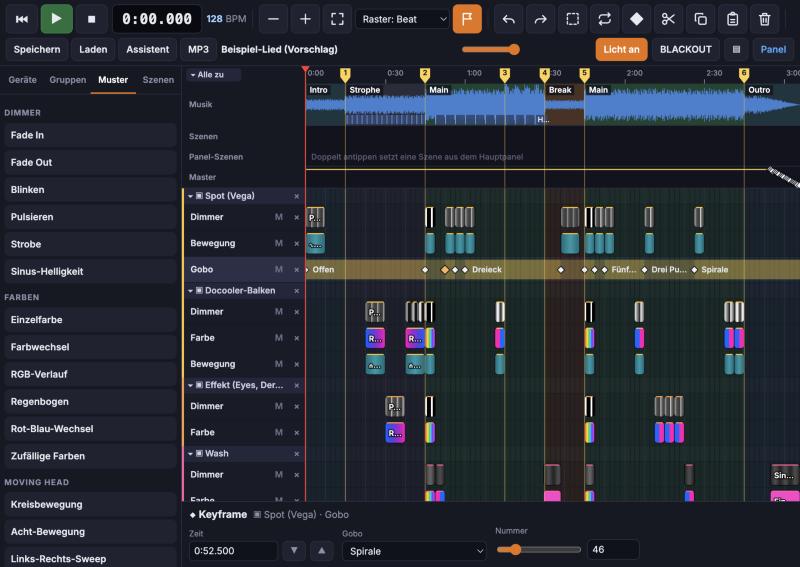 0:00.000 128 BPM Raster: Beat
Speichern Laden Assistent MP3 Beispiel-Lied (Vorschlag) Licht an BLACKOUT Panel
Geräte Gruppen Muster Szenen
DIMMER
Fade In
Fade Out
Blinken
Pulsieren
Strobe
Sinus-Helligkeit
FARBEN
Einzelfarbe
Farbwechsel
RGB-Verlauf
Regenbogen
Rot-Blau-Wechsel
Zufällige Farben
MOVING HEAD
Kreisbewegung
Acht-Bewegung
Links-Rechts-Sweep
Alle zu 0:00 1 0:30 2 1:00 3 4 :30 5 2:00 2:30 6 3:00
Musik Intro Strophe Main Break Main Outro
H...
Szenen
Panel-Szenen Doppelt antippen setzt eine Szene aus dem Hauptpanel
Master
Spot (Vega) ×
Dimmer M × P...
Bewegung M ×
Gobo M × Offen Dreieck Fünf... Drei Pu... Spirale
Docooler-Balken ×
Dimmer M × P...
Farbe M × R... R...
Bewegung M ×
Effekt (Eyes, Der... ×
Dimmer M × P...
Farbe M × R...
Wash ×
Dimmer M × Sin...
Farbe M × Ein...
Keyframe Spot (Vega) · Gobo
Zeit Gobo Nummer
0:52.500 Spirale 46